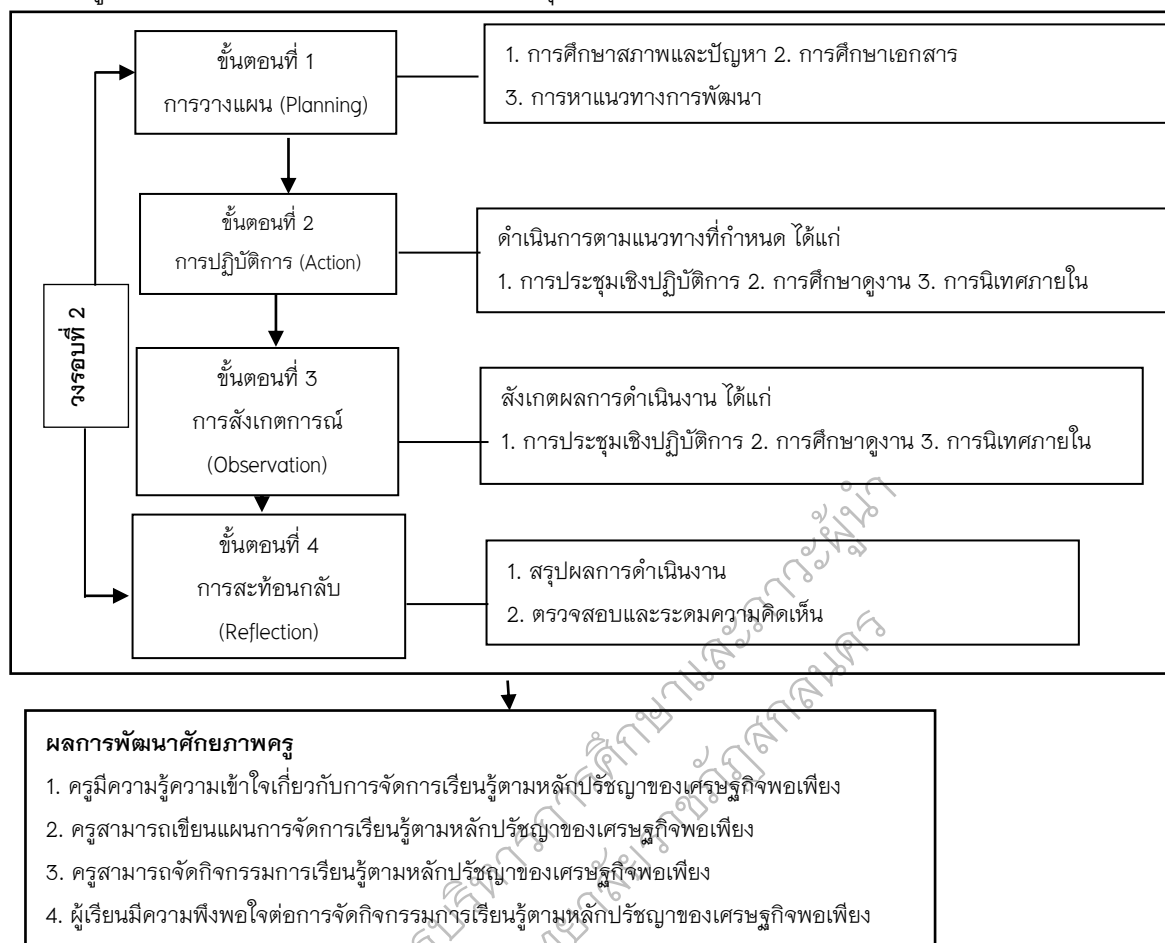 ขั้นตอนที่ 1
การวางแผน (Planning)
1. การศึกษาสภาพและปัญหา 2. การศึกษาเอกสาร
3. การหาแนวทางการพัฒนา
ขั้นตอนที่ 2
การปฏิบัติการ (Action)
ดำเนินการตามแนวทางที่กำหนด ได้แก่
1. การประชุมเชิงปฏิบัติการ 2. การศึกษาดูงาน 3. การนิเทศภายใน
วงรอบที่ 2
ขั้นตอนที่ 3
การสังเกตการณ์
(Observation)
สังเกตผลการดำเนินงาน ได้แก่
1. การประชุมเชิงปฏิบัติการ 2. การศึกษาดูงาน 3. การนิเทศภายใน
ขั้นตอนที่ 4
การสะท้อนกลับ
(Reflection)
1. สรุปผลการดำเนินงาน
2. ตรวจสอบและระดมความคิดเห็น
ผลการพัฒนาศักยภาพครู
1. ครูมีความรู้ความเข้าใจเกี่ยวกับการจัดการเรียนรู้ตามหลักปรัชญาของเศรษฐกิจพอเพียง
2. ครูสามารถเขียนแผนการจัดการเรียนรู้ตามหลักปรัชญาของเศรษฐกิจพอเพียง
3. ครูสามารถจัดกิจกรรมการเรียนรู้ตามหลักปรัชญาของเศรษฐกิจพอเพียง
4. ผู้เรียนมีความพึงพอใจต่อการจัดกิจกรรมการเรียนรู้ตามหลักปรัชญาของเศรษฐกิจพอเพียง